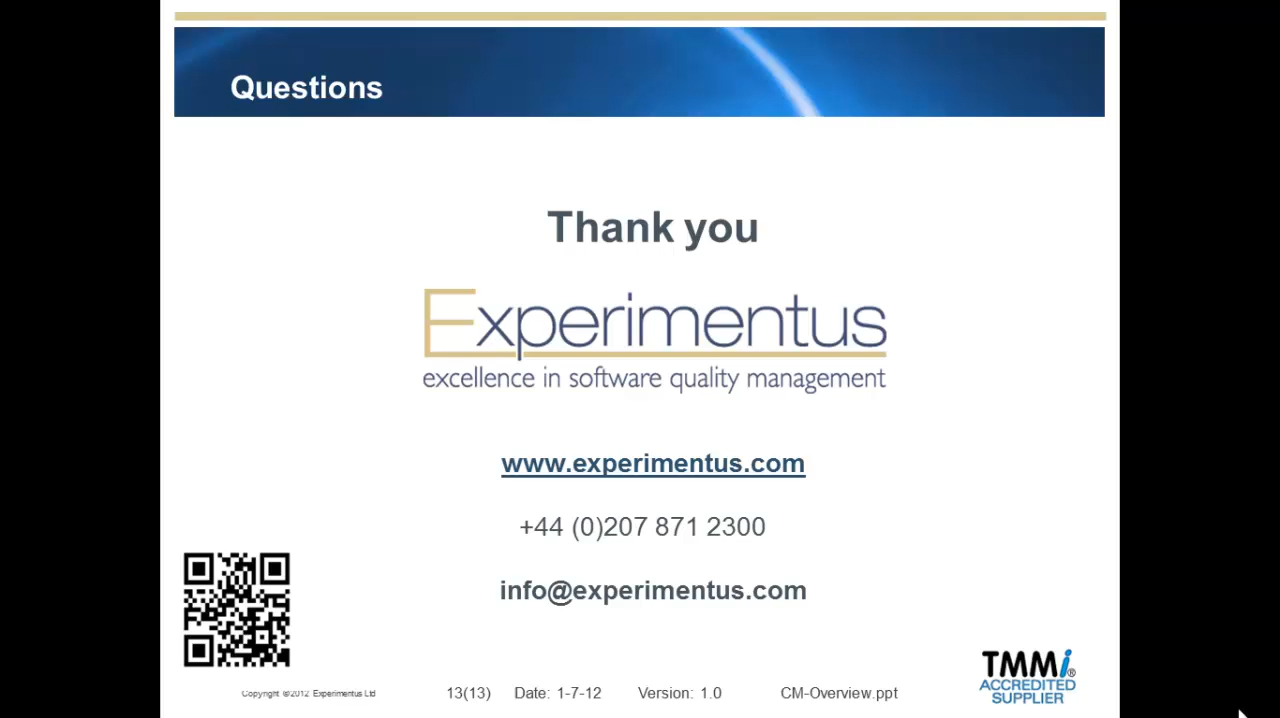 Questions
Thank you
Experimentus
excellence in software quality management
www.experimentus.com
+44 (0)207 871 2300
info@experimentus.com
TMMi®
ACCREDITED
SUPPLIER
Copyright ©2012 Experimentus Ltd 13(13) Date: 1-7-12 Version: 1.0 CM-Overview.ppt